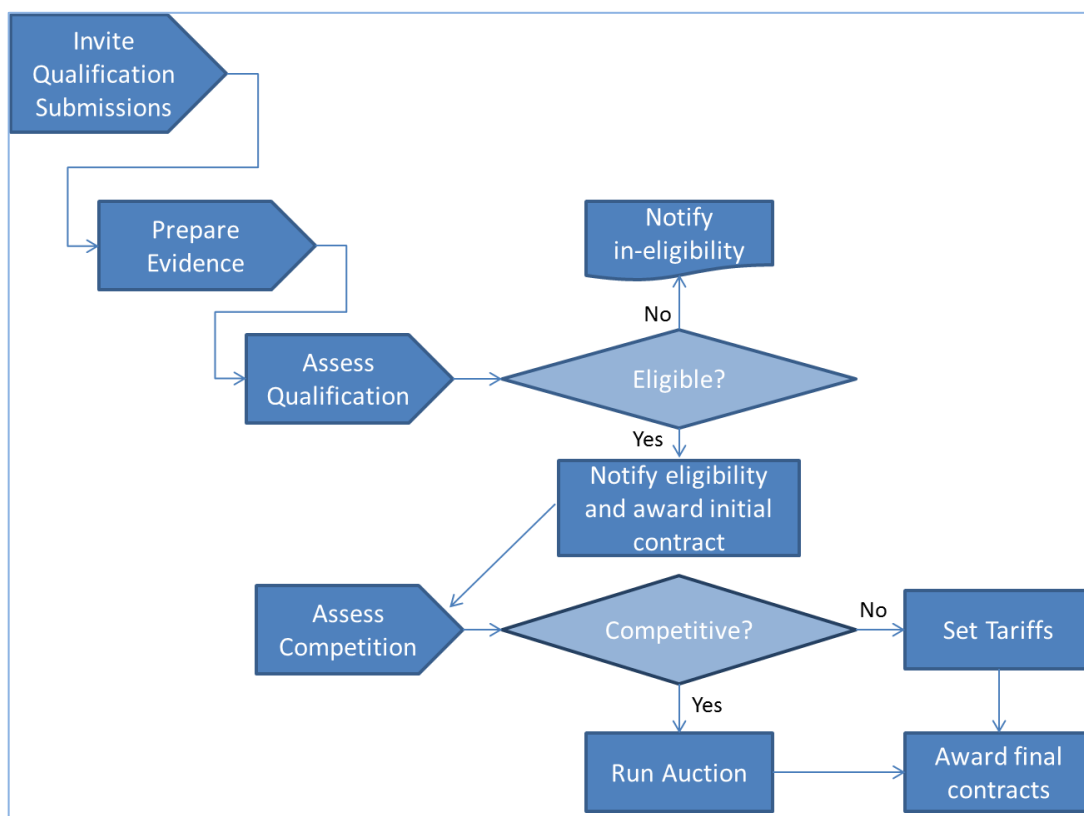 Invite
Qualification
Submissions
Prepare
Evidence
Notify
in-eligibility
No
Assess
Qualification
Eligible?
Yes
Notify eligibility
and award initial
contract
Assess
Competition
Competitive?
No
Set Tariffs
Yes
Run Auction
Award final
contracts